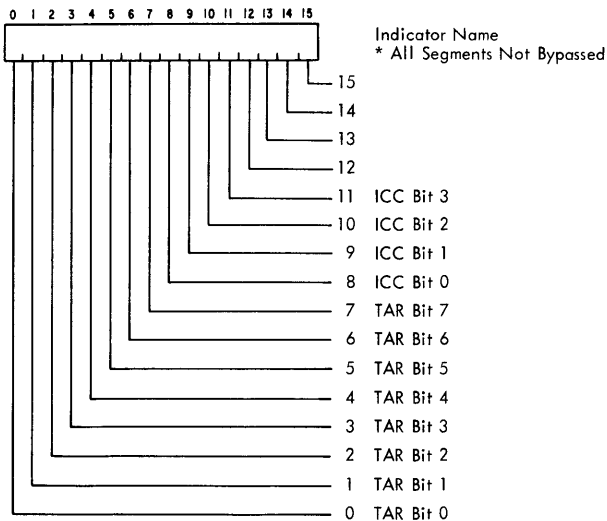 0 1 2 3 4 5 6 7 8 9 10 11 12 13 14 15
Indicator Name
* All Segments Not Bypassed
15
14
13
12
11 ICC Bit 3
10 ICC Bit 2
9 ICC Bit 1
8 ICC Bit 0
7 TAR Bit 7
6 TAR Bit 6
5 TAR Bit 5
4 TAR Bit 4
3 TAR Bit 3
2 TAR Bit 2
1 TAR Bit 1
0 TAR Bit 0